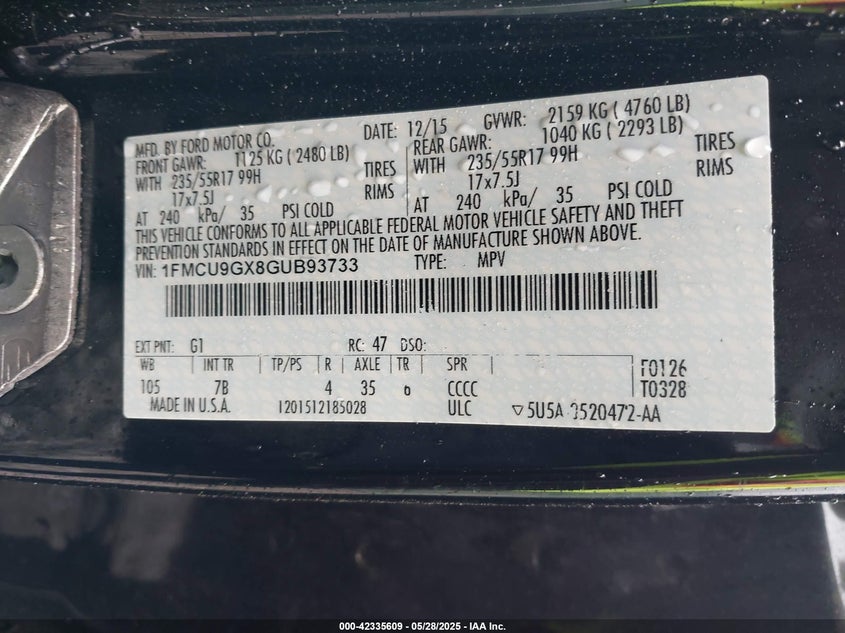 MFD. BY FORD MOTOR CO.
DATE: 12/15 GVWR: 2159 KG ( 4760 LB)
FRONT GAWR: 1125 KG ( 2480 LB) REAR GAWR: 1040 KG ( 2293 LB)
WITH 235/55R17 99H TIRES WITH 235/55R17 99H TIRES
17x7.5J RIMS 17x7.5J RIMS
AT 240 kPa/ 35 PSI COLD AT 240 kPa/ 35 PSI COLD
THIS VEHICLE CONFORMS TO ALL APPLICABLE FEDERAL MOTOR VEHICLE SAFETY AND THEFT
PREVENTION STANDARDS IN EFFECT ON THE DATE OF MANUFACTURE SHOWN ABOVE.
VIN: 1FMCU9GX8GUB93733 TYPE: MPV
EXT PNT: G1 RC: 47 DSO:
WB INT TR TP/PS R AXLE TR SPR F0126
105 7B 4 35 CCCC T0328
MADE IN U.S.A. 1201512185028 ULC ▽5U5A 3520472-AA
000-42335609 - 05/28/2025 - IAA Inc.